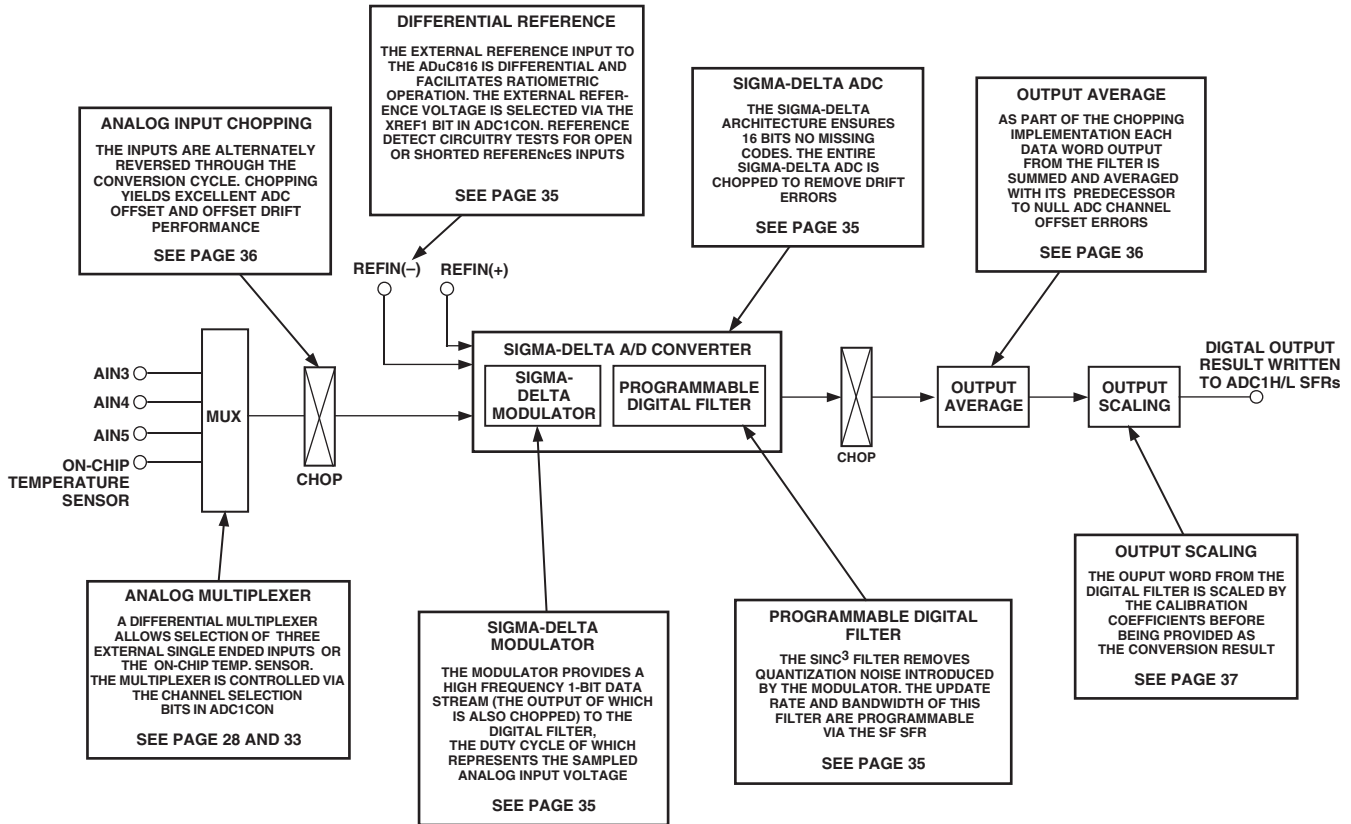 DIFFERENTIAL REFERENCE
THE EXTERNAL REFERENCE INPUT TO
THE ADuC816 IS DIFFERENTIAL AND
FACILITATES RATIOMETRIC
OPERATION. THE EXTERNAL REFER-
ENCE VOLTAGE IS SELECTED VIA THE
XREF1 BIT IN ADC1CON. REFERENCE
DETECT CIRCUITRY TESTS FOR OPEN
OR SHORTED REFERENcES INPUTS
SEE PAGE 35
SIGMA-DELTA ADC
THE SIGMA-DELTA
ARCHITECTURE ENSURES
16 BITS NO MISSING
CODES. THE ENTIRE
SIGMA-DELTA ADC IS
CHOPPED TO REMOVE DRIFT
ERRORS
SEE PAGE 35
OUTPUT AVERAGE
AS PART OF THE CHOPPING
IMPLEMENTATION EACH
DATA WORD OUTPUT
FROM THE FILTER IS
SUMMED AND AVERAGED
WITH ITS PREDECESSOR
TO NULL ADC CHANNEL
OFFSET ERRORS
SEE PAGE 36
ANALOG INPUT CHOPPING
THE INPUTS ARE ALTERNATELY
REVERSED THROUGH THE
CONVERSION CYCLE. CHOPPING
YIELDS EXCELLENT ADC
OFFSET AND OFFSET DRIFT
PERFORMANCE
SEE PAGE 36
REFIN(–) REFIN(+)
AIN3
AIN4
AIN5
ON-CHIP
TEMPERATURE
SENSOR
MUX
CHOP
SIGMA-DELTA A/D CONVERTER
SIGMA-
DELTA
MODULATOR
PROGRAMMABLE
DIGITAL FILTER
CHOP
OUTPUT
AVERAGE
OUTPUT
SCALING
DIGTAL OUTPUT
RESULT WRITTEN
TO ADC1H/L SFRs
ANALOG MULTIPLEXER
A DIFFERENTIAL MULTIPLEXER
ALLOWS SELECTION OF THREE
EXTERNAL SINGLE ENDED INPUTS OR
THE ON-CHIP TEMP. SENSOR.
THE MULTIPLEXER IS CONTROLLED VIA
THE CHANNEL SELECTION
BITS IN ADC1CON
SEE PAGE 28 AND 33
SIGMA-DELTA
MODULATOR
THE MODULATOR PROVIDES A
HIGH FREQUENCY 1-BIT DATA
STREAM (THE OUTPUT OF WHICH
IS ALSO CHOPPED) TO THE
DIGITAL FILTER,
THE DUTY CYCLE OF WHICH
REPRESENTS THE SAMPLED
ANALOG INPUT VOLTAGE
SEE PAGE 35
PROGRAMMABLE DIGITAL
FILTER
THE SINC³ FILTER REMOVES
QUANTIZATION NOISE INTRODUCED
BY THE MODULATOR. THE UPDATE
RATE AND BANDWIDTH OF THIS
FILTER ARE PROGRAMMABLE
VIA THE SF SFR
SEE PAGE 35
OUTPUT SCALING
THE OUPUT WORD FROM THE
DIGITAL FILTER IS SCALED BY
THE CALIBRATION
COEFFICIENTS BEFORE
BEING PROVIDED AS
THE CONVERSION RESULT
SEE PAGE 37